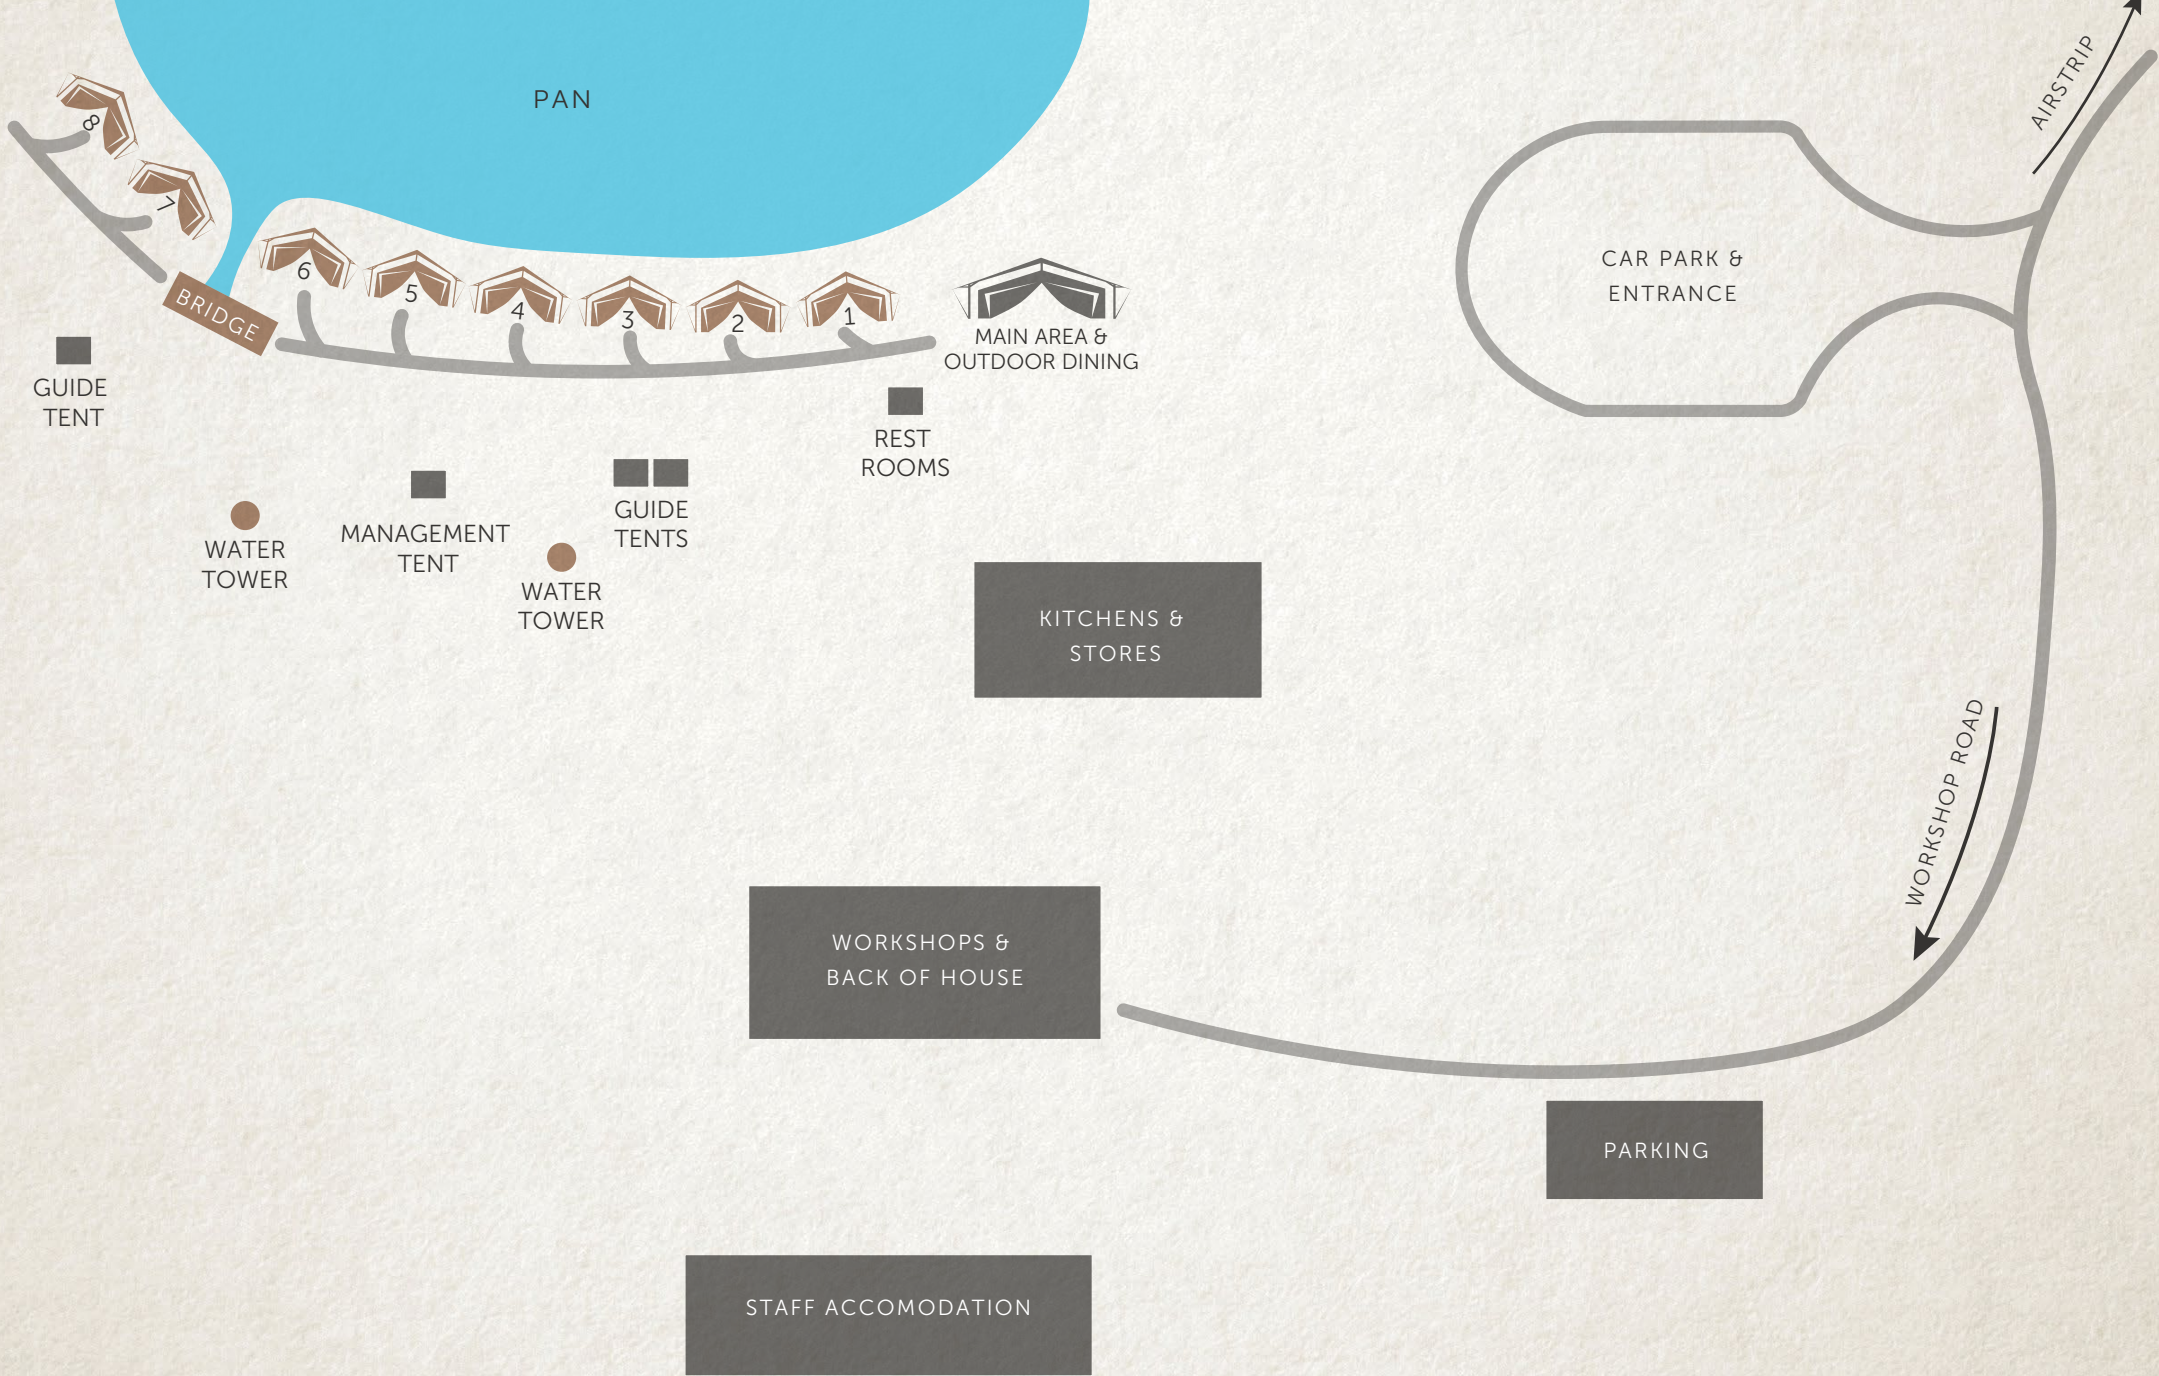 PAN
AIRSTRIP
8
7
6
5
4
3
2
1
BRIDGE
MAIN AREA &
OUTDOOR DINING
CAR PARK &
ENTRANCE
GUIDE
TENT
REST
ROOMS
WATER
TOWER
MANAGEMENT
TENT
GUIDE
TENTS
WATER
TOWER
KITCHENS &
STORES
WORKSHOP ROAD
WORKSHOPS &
BACK OF HOUSE
PARKING
STAFF ACCOMODATION